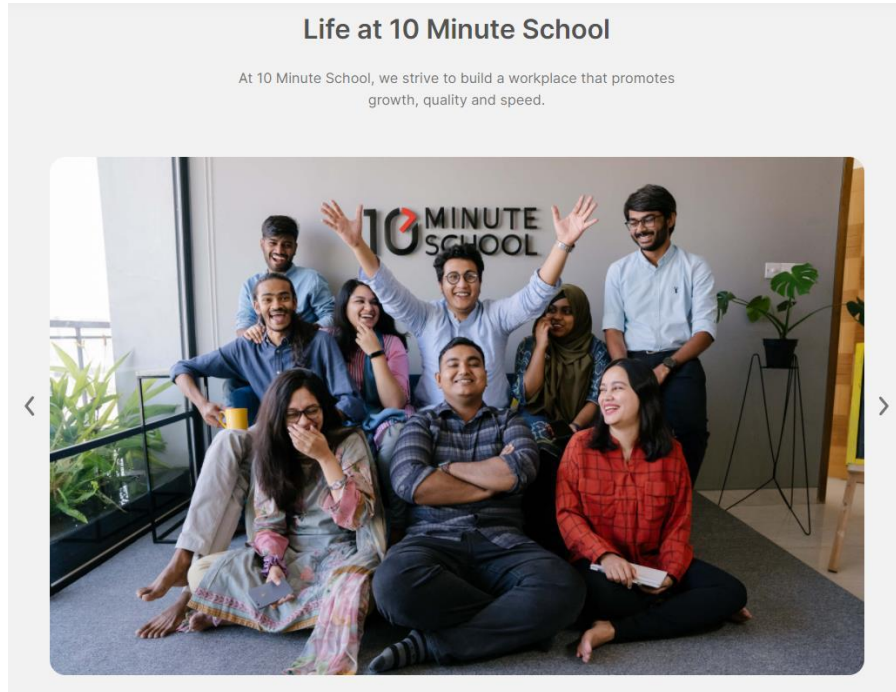 Life at 10 Minute School
At 10 Minute School, we strive to build a workplace that promotes
growth, quality and speed.
10 MINUTE
SCHOOL